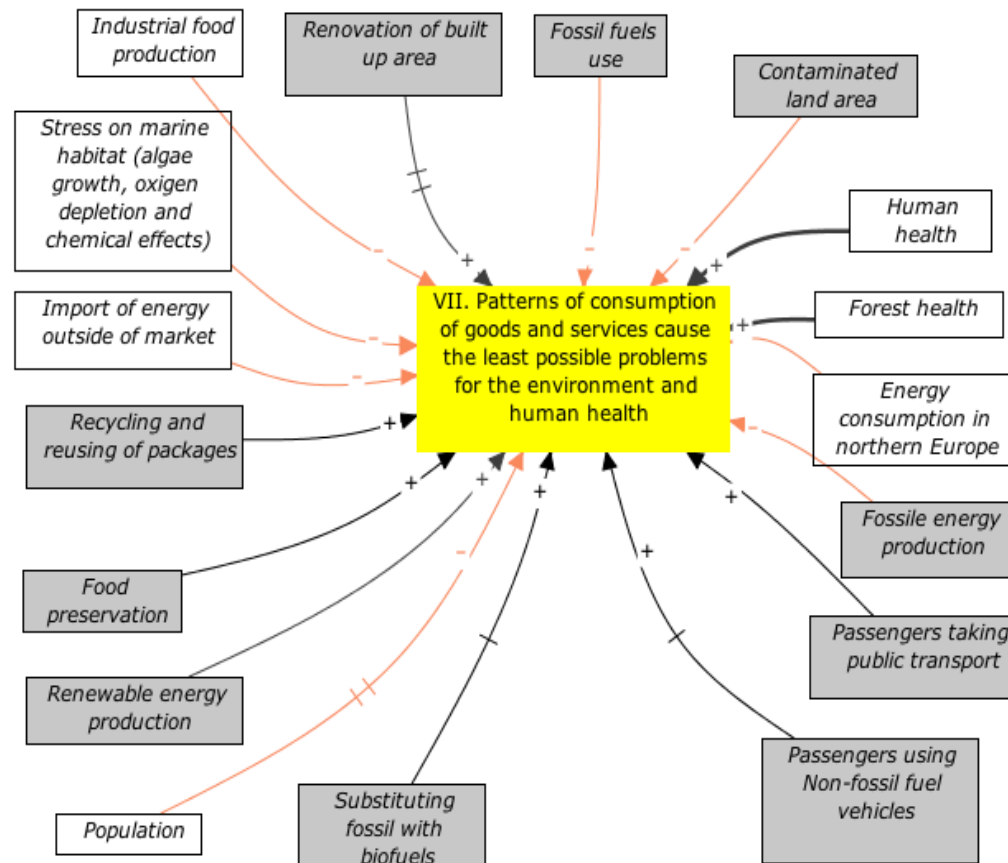 Industrial food
production
Renovation of built
up area
Fossil fuels
use
Contaminated
land area
Stress on marine
habitat (algae
growth, oxigen
depletion and
chemical effects)
Human
health
Import of energy
outside of market
VII. Patterns of consumption
of goods and services cause
the least possible problems
for the environment and
human health
Forest health
Energy
consumption in
northern Europe
Recycling and
reusing of packages
Fossile energy
production
Food
preservation
Passengers taking
public transport
Renewable energy
production
Population
Substituting
fossil with
biofuels
Passengers using
Non-fossil fuel
vehicles
-
+
-
-
+
+
-
-
-
-
+
+
+
-
+
+
+